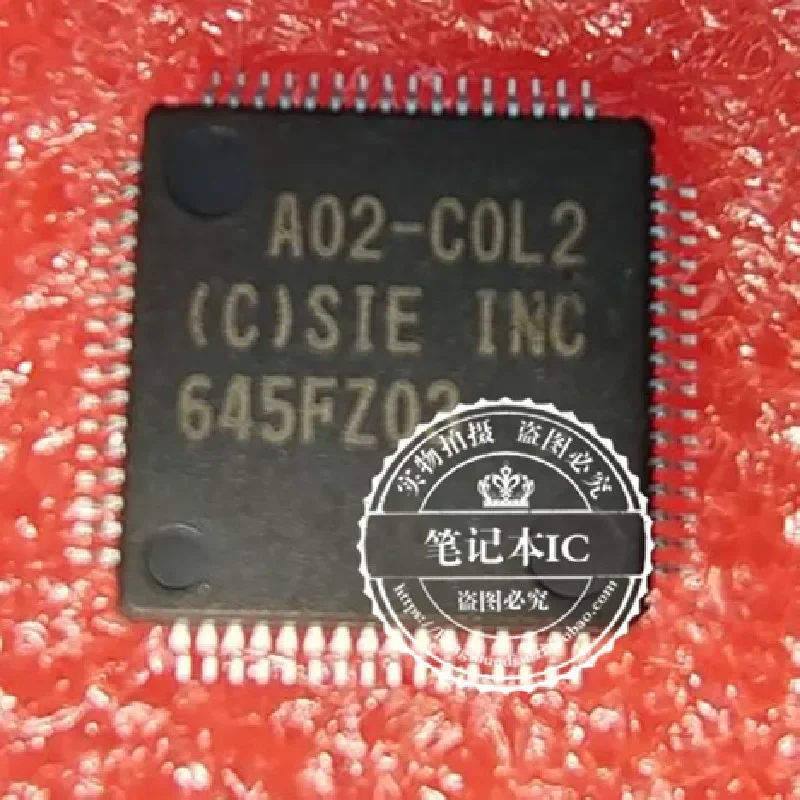 A02-C0L2
(C)SIE INC
645FZ02
实物拍摄 盗图必究
笔记本IC
盗图必究